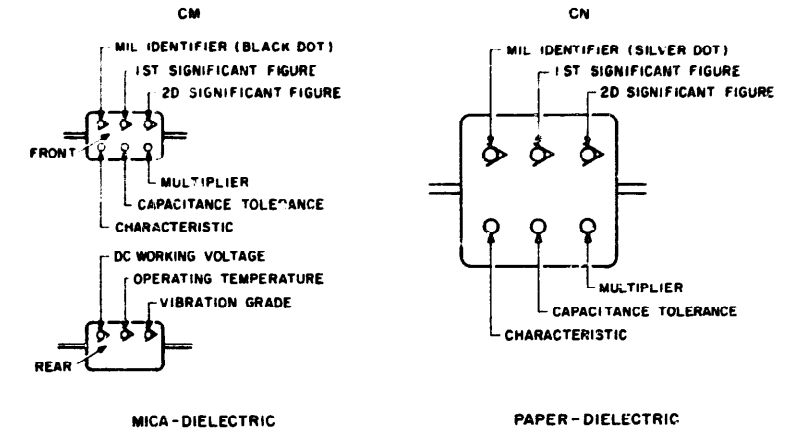 CM
MIL IDENTIFIER (BLACK DOT)
1ST SIGNIFICANT FIGURE
2D SIGNIFICANT FIGURE
FRONT
MULTIPLIER
CAPACITANCE TOLERANCE
CHARACTERISTIC
DC WORKING VOLTAGE
OPERATING TEMPERATURE
VIBRATION GRADE
REAR
MICA-DIELECTRIC
CN
MIL IDENTIFIER (SILVER DOT)
1ST SIGNIFICANT FIGURE
2D SIGNIFICANT FIGURE
MULTIPLIER
CAPACITANCE TOLERANCE
CHARACTERISTIC
PAPER-DIELECTRIC